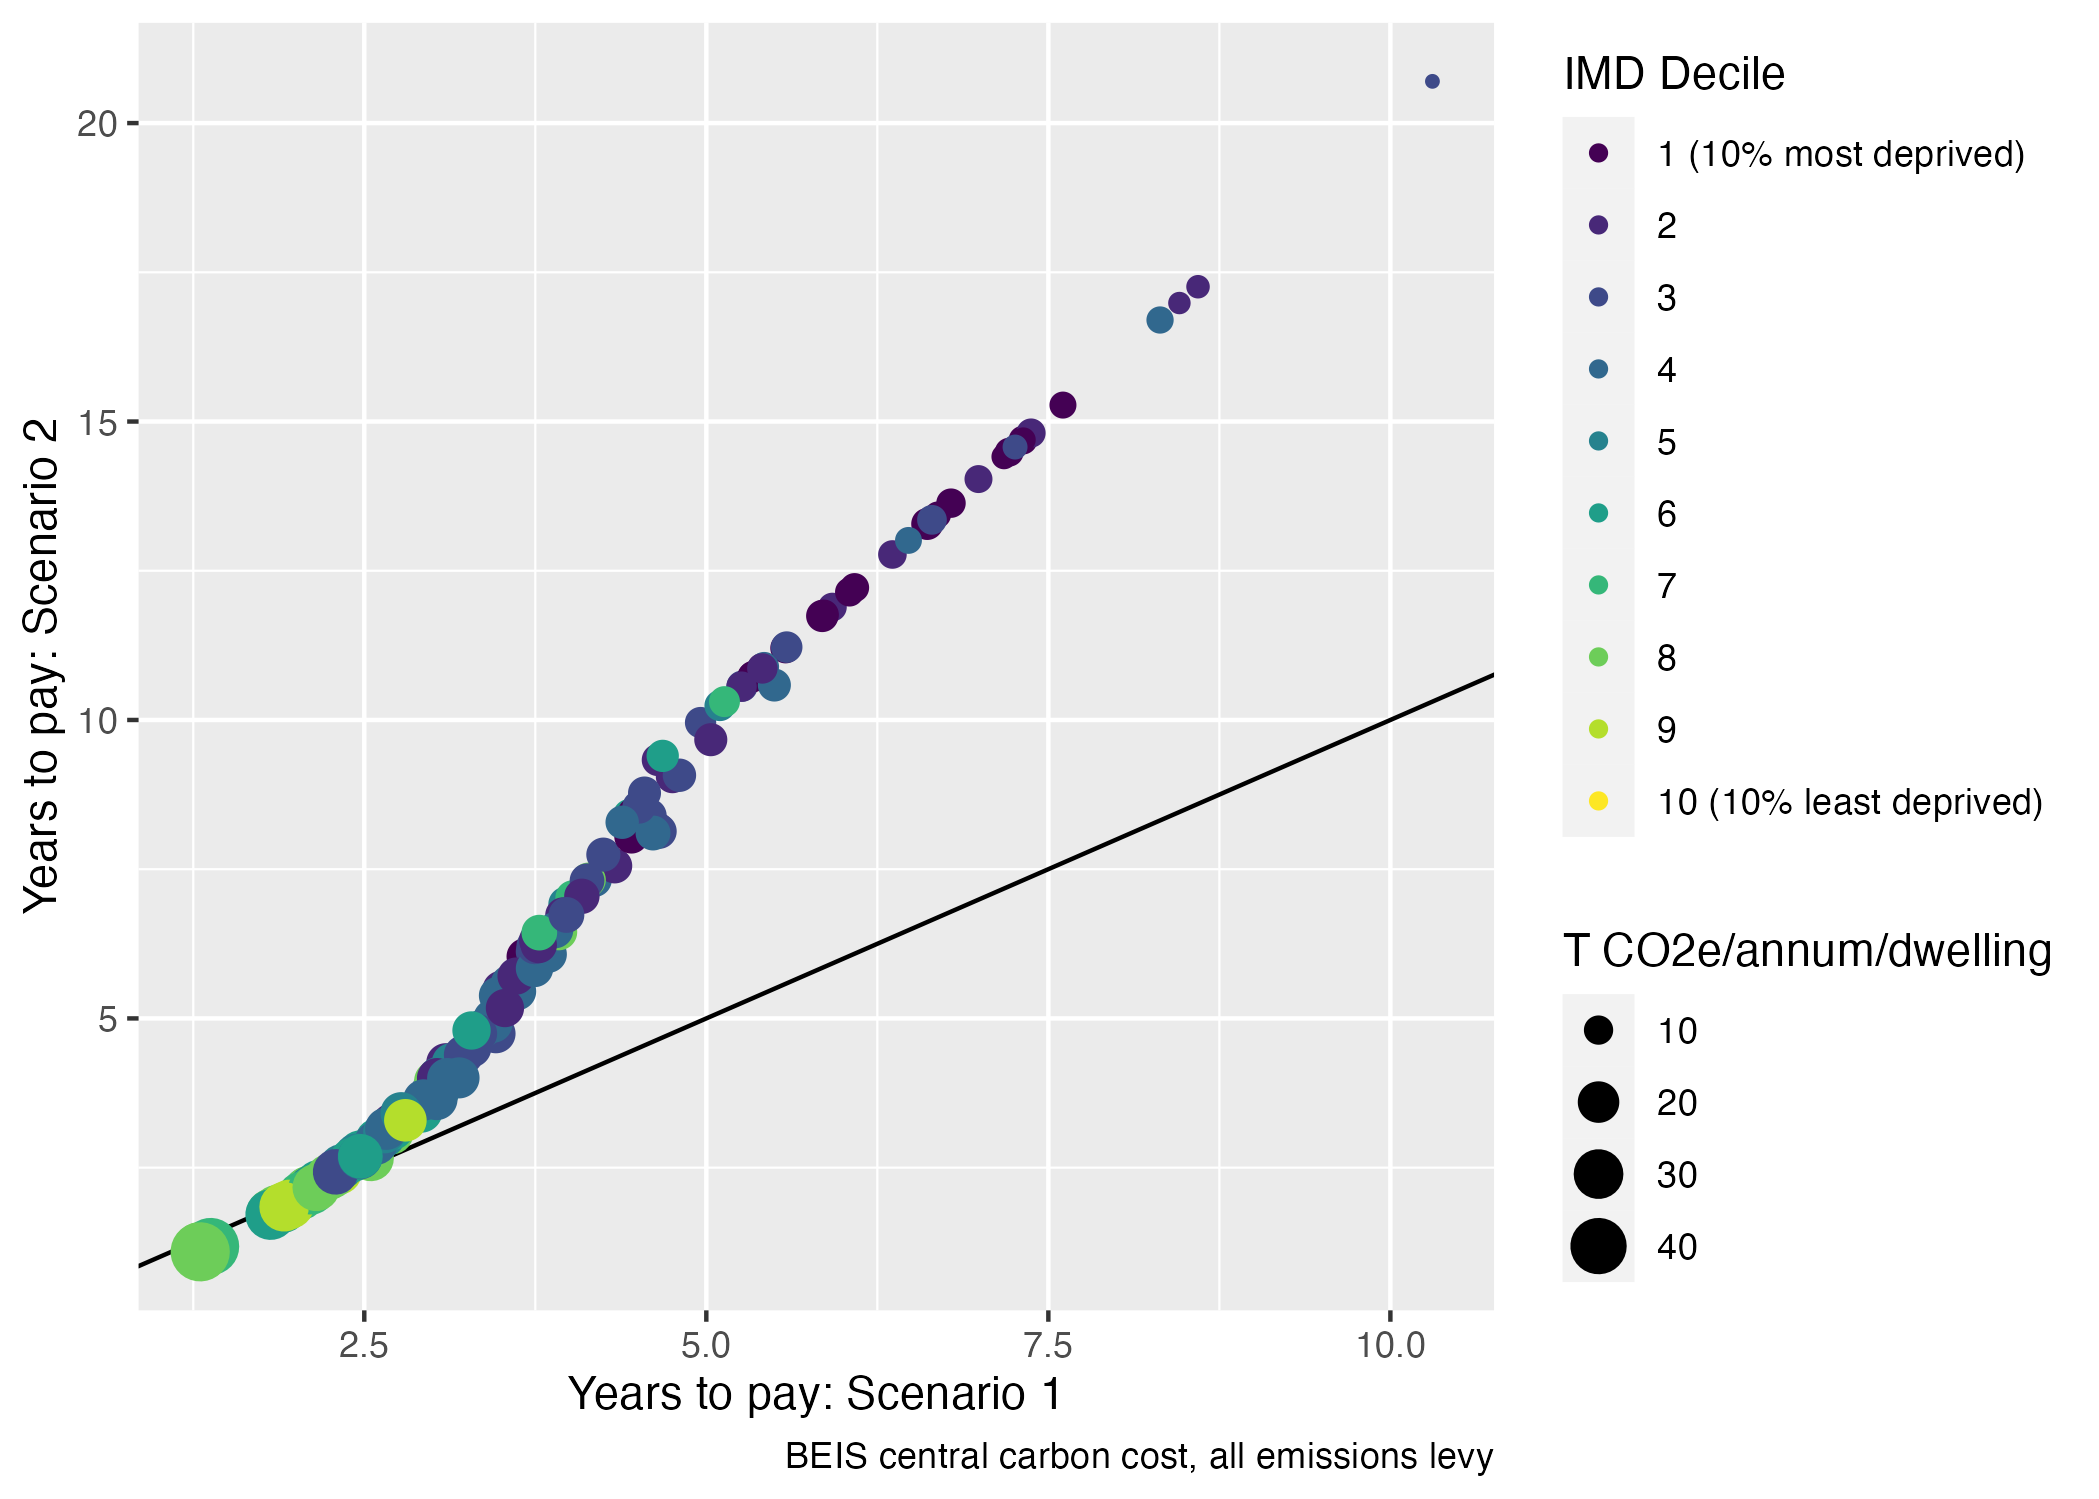 20
15
10
5
Years to pay: Scenario 2
2.5
5.0
7.5
10.0
Years to pay: Scenario 1
BEIS central carbon cost, all emissions levy
IMD Decile
1 (10% most deprived)
2
3
4
5
6
7
8
9
10 (10% least deprived)
T CO2e/annum/dwelling
10
20
30
40